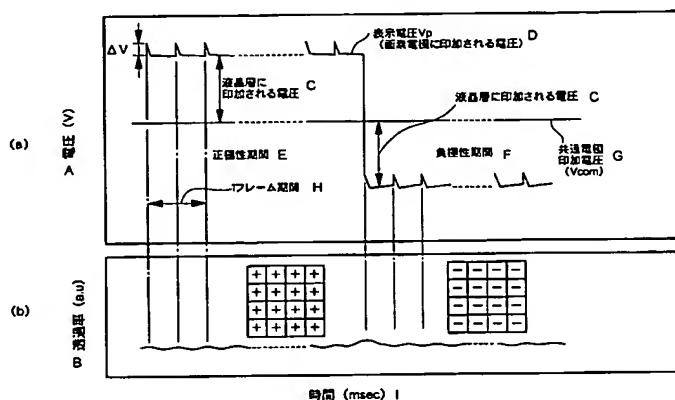 ΔV
表示電圧Vp D
(画素電極に印加される電圧)
液晶層に C
印加される電圧
液晶層に印加される電圧 C
(a)
A 電圧 (V)
正極性期間 E
負極性期間 F
共通電極 G
印加電圧
(Vcom)
1フレーム期間 H
(b)
B 透過率 (a.u)
+ + + +
+ + + +
+ + + +
+ + + +
− − − −
− − − −
− − − −
− − − −
時間 (msec) I